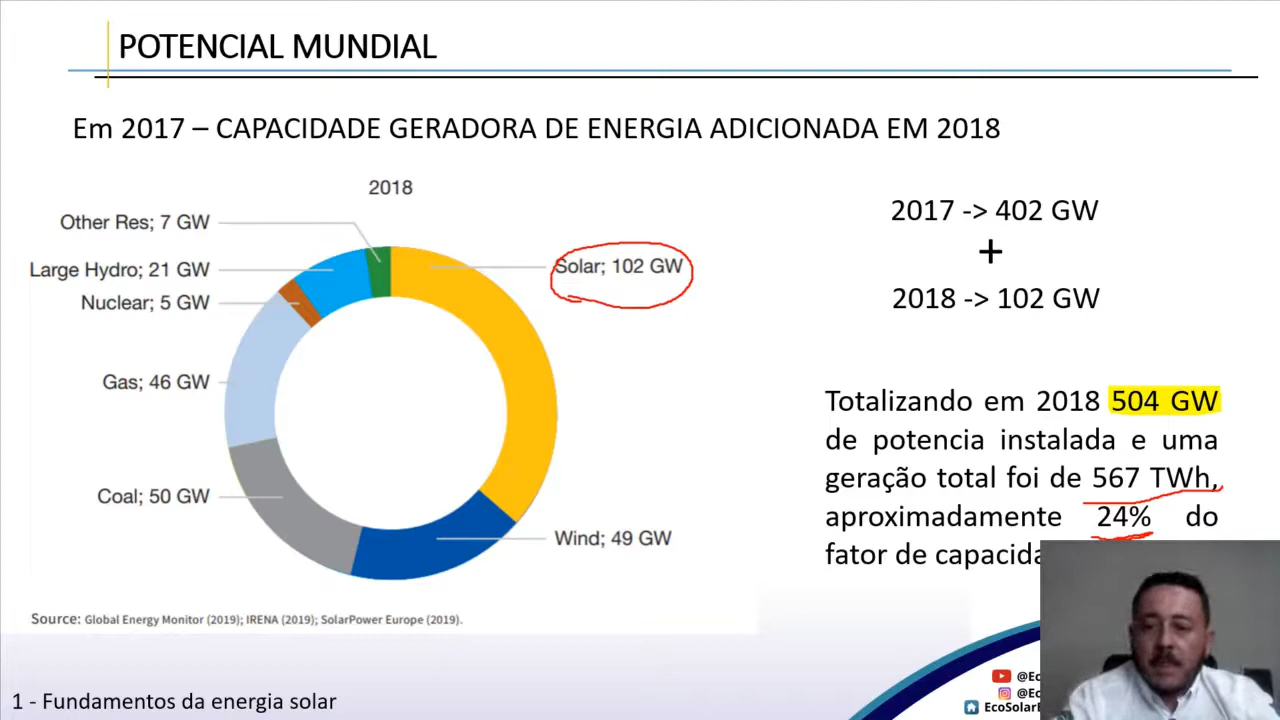 POTENCIAL MUNDIAL
Em 2017 – CAPACIDADE GERADORA DE ENERGIA ADICIONADA EM 2018
2018
Other Res; 7 GW
Large Hydro; 21 GW
Nuclear; 5 GW
Gas; 46 GW
Coal; 50 GW
Solar; 102 GW
Wind; 49 GW
Source: Global Energy Monitor (2019); IRENA (2019); SolarPower Europe (2019).
2017 -> 402 GW
+
2018 -> 102 GW
Totalizando em 2018 504 GW
de potencia instalada e uma
geração total foi de 567 TWh,
aproximadamente 24% do
fator de
1 - Fundamentos da energia solar